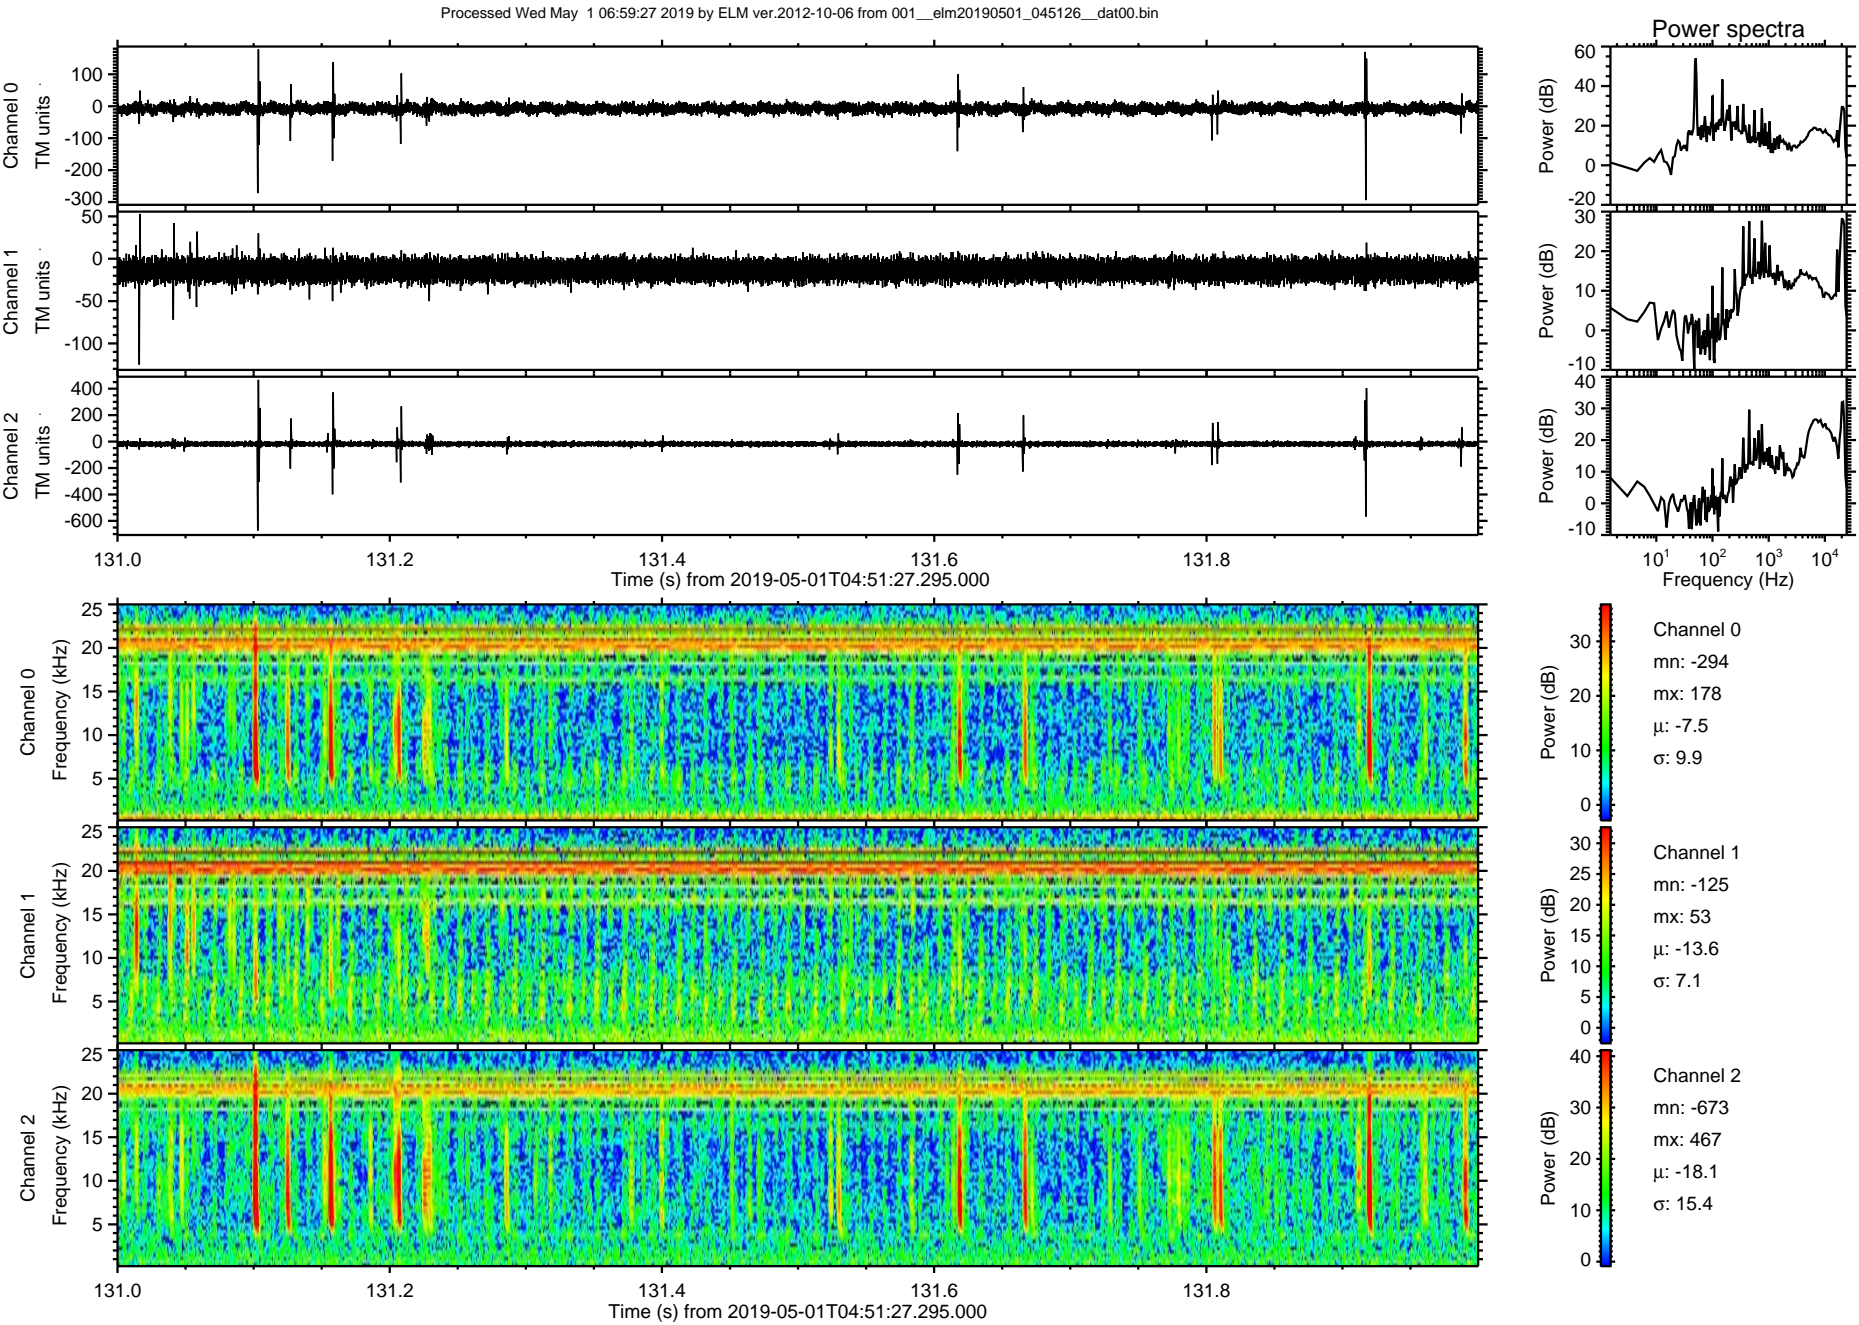 Processed Wed May  1 06:59:27 2019 by ELM ver.2012-10-06 from 001__elm20190501_045126__dat00.bin
Power spectra
Channel 0
TM units
100
0
-100
-200
-300
Power (dB)
60
40
20
0
-20
Channel 1
TM units
50
0
-50
-100
Power (dB)
30
20
10
0
-10
Channel 2
TM units
400
200
0
-200
-400
-600
Power (dB)
40
30
20
10
0
-10
131.0 131.2 131.4 131.6 131.8
Time (s) from 2019-05-01T04:51:27.295.000
10¹ 10² 10³ 10⁴
Frequency (Hz)
Channel 0
Frequency (kHz)
25
20
15
10
5
Power (dB)
30
20
10
0
Channel 0
mn: -294
mx: 178
μ: -7.5
σ: 9.9
Channel 1
Frequency (kHz)
25
20
15
10
5
Power (dB)
30
25
20
15
10
5
0
Channel 1
mn: -125
mx: 53
μ: -13.6
σ: 7.1
Channel 2
Frequency (kHz)
25
20
15
10
5
Power (dB)
40
30
20
10
0
Channel 2
mn: -673
mx: 467
μ: -18.1
σ: 15.4
131.0 131.2 131.4 131.6 131.8
Time (s) from 2019-05-01T04:51:27.295.000